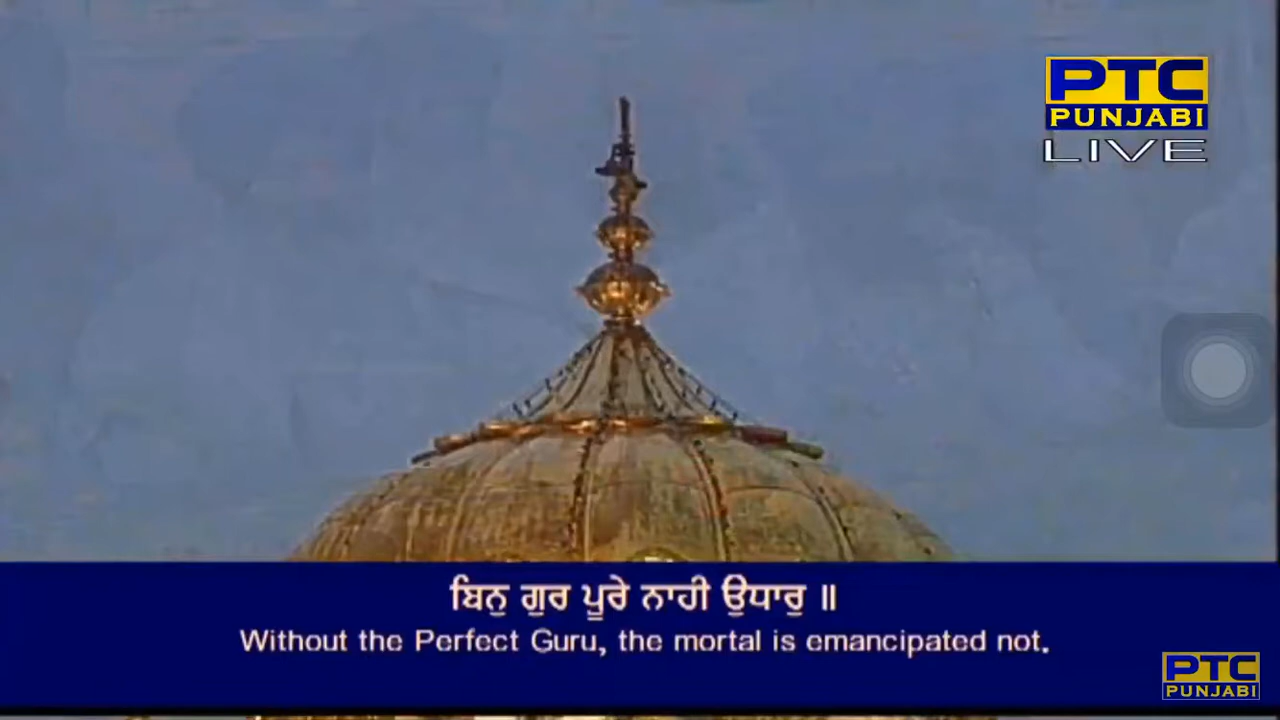 PTC
PUNJABI
LIVE
ਬਿਨੁ ਗੁਰ ਪੂਰੇ ਨਾਹੀ ਉਧਾਰੁ ॥
Without the Perfect Guru, the mortal is emancipated not.
PTC
PUNJABI